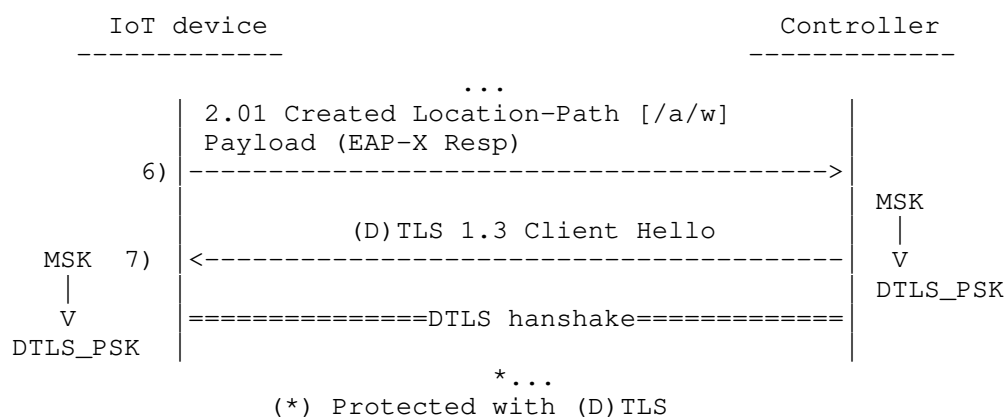 IoT device                                Controller
-------------                             -------------
...
2.01 Created Location-Path [/a/w]
Payload (EAP-X Resp)
6) |---------------------------------------->|
MSK
(D)TLS 1.3 Client Hello |
MSK 7) |<----------------------------------------| V
| DTLS_PSK
V |===============DTLS hanshake=============|
DTLS_PSK
*...
(*) Protected with (D)TLS